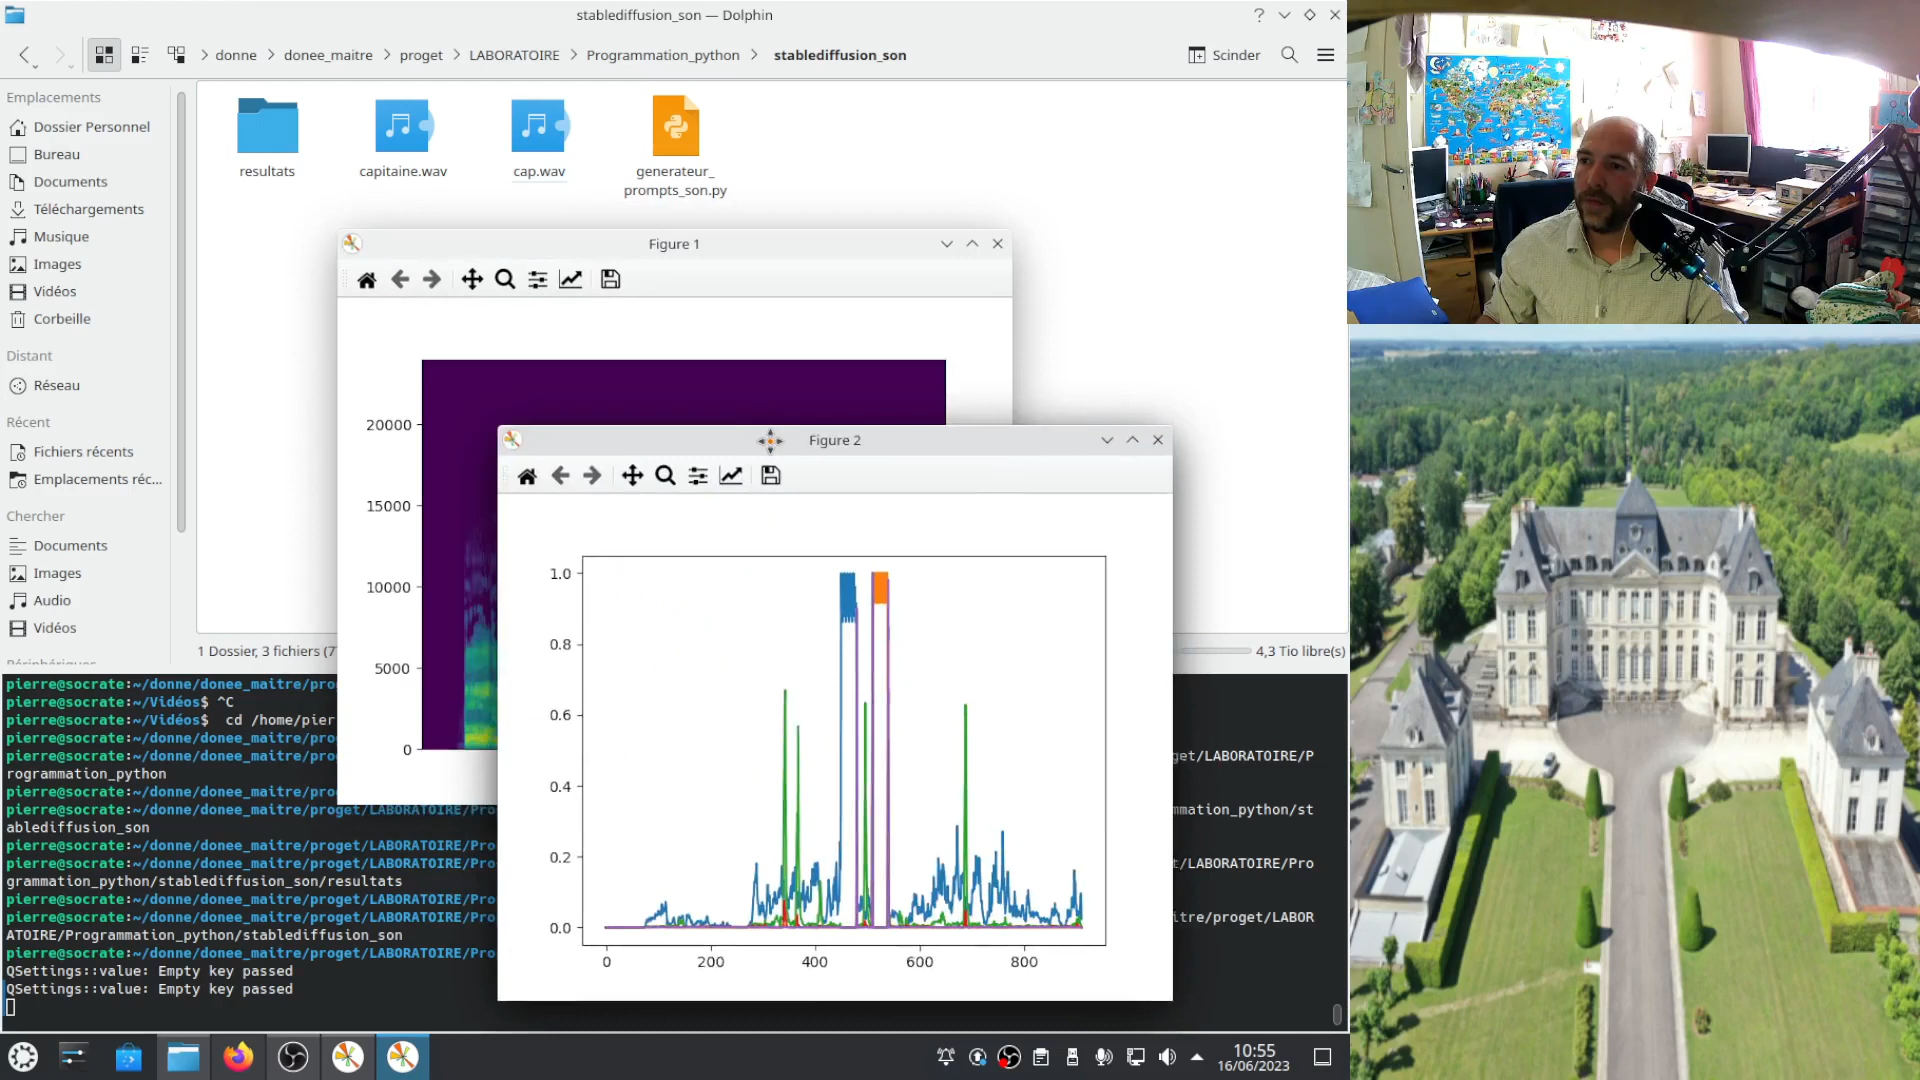 stablediffusion_son — Dolphin
donne
donee_maitre
proget
LABORATOIRE
Programmation_python
stablediffusion_son
Scinder
Emplacements
Dossier Personnel
Bureau
Documents
Téléchargements
Musique
Images
Vidéos
Corbeille
Distant
Réseau
Récent
Fichiers récents
Emplacements réc...
Chercher
Documents
Images
Audio
Vidéos
resultats
capitaine.wav
cap.wav
generateur_
prompts_son.py
1 Dossier, 3 fichiers
4,3 Tio libre(s)
Figure 1
20000
15000
10000
5000
0
Figure 2
1.0
0.8
0.6
0.4
0.2
0.0
0 200 400 600 800
pierre@socrate:~/donne/donee_maitre/pro
pierre@socrate:~/Vidéos$ ^C
pierre@socrate:~/Vidéos$ cd /home/pier
pierre@socrate:~/donne/donee_maitre/pro
pierre@socrate:~/donne/donee_maitre/pro get/LABORATOIRE/P
rogrammation_python
pierre@socrate:~/donne/donee_maitre/pro
pierre@socrate:~/donne/donee_maitre/proget/LABORATOIRE/Pro mmation_python/st
ablediffusion_son
pierre@socrate:~/donne/donee_maitre/proget/LABORATOIRE/Pro
pierre@socrate:~/donne/donee_maitre/proget/LABORATOIRE/Pro /LABORATOIRE/Pro
grammation_python/stablediffusion_son/resultats
pierre@socrate:~/donne/donee_maitre/proget/LABORATOIRE/Pro
pierre@socrate:~/donne/donee_maitre/proget/LABORATOIRE/Pro itre/proget/LABOR
ATOIRE/Programmation_python/stablediffusion_son
pierre@socrate:~/donne/donee_maitre/proget/LABORATOIRE/Pro
QSettings::value: Empty key passed
QSettings::value: Empty key passed
10:55
16/06/2023